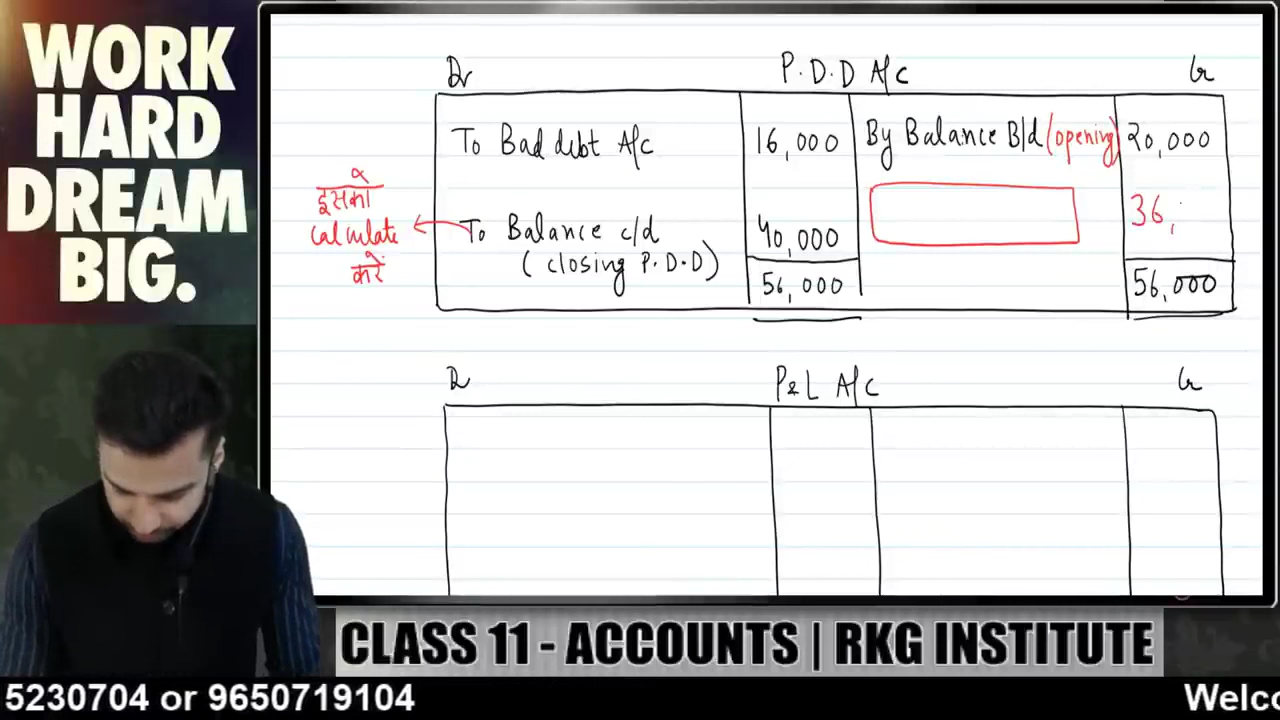 WORK
HARD
DREAM
BIG.
Dr P.D.D A/c Cr
To Bad debt A/c 16,000 By Balance B/d (opening) 20,000
इसका
calculate
करे
To Balance c/d 40,000 36,
(closing P.D.D)
56,000 56,000
Dr P&L A/c Cr
CLASS 11 - ACCOUNTS | RKG INSTITUTE
5230704 or 9650719104 Welco